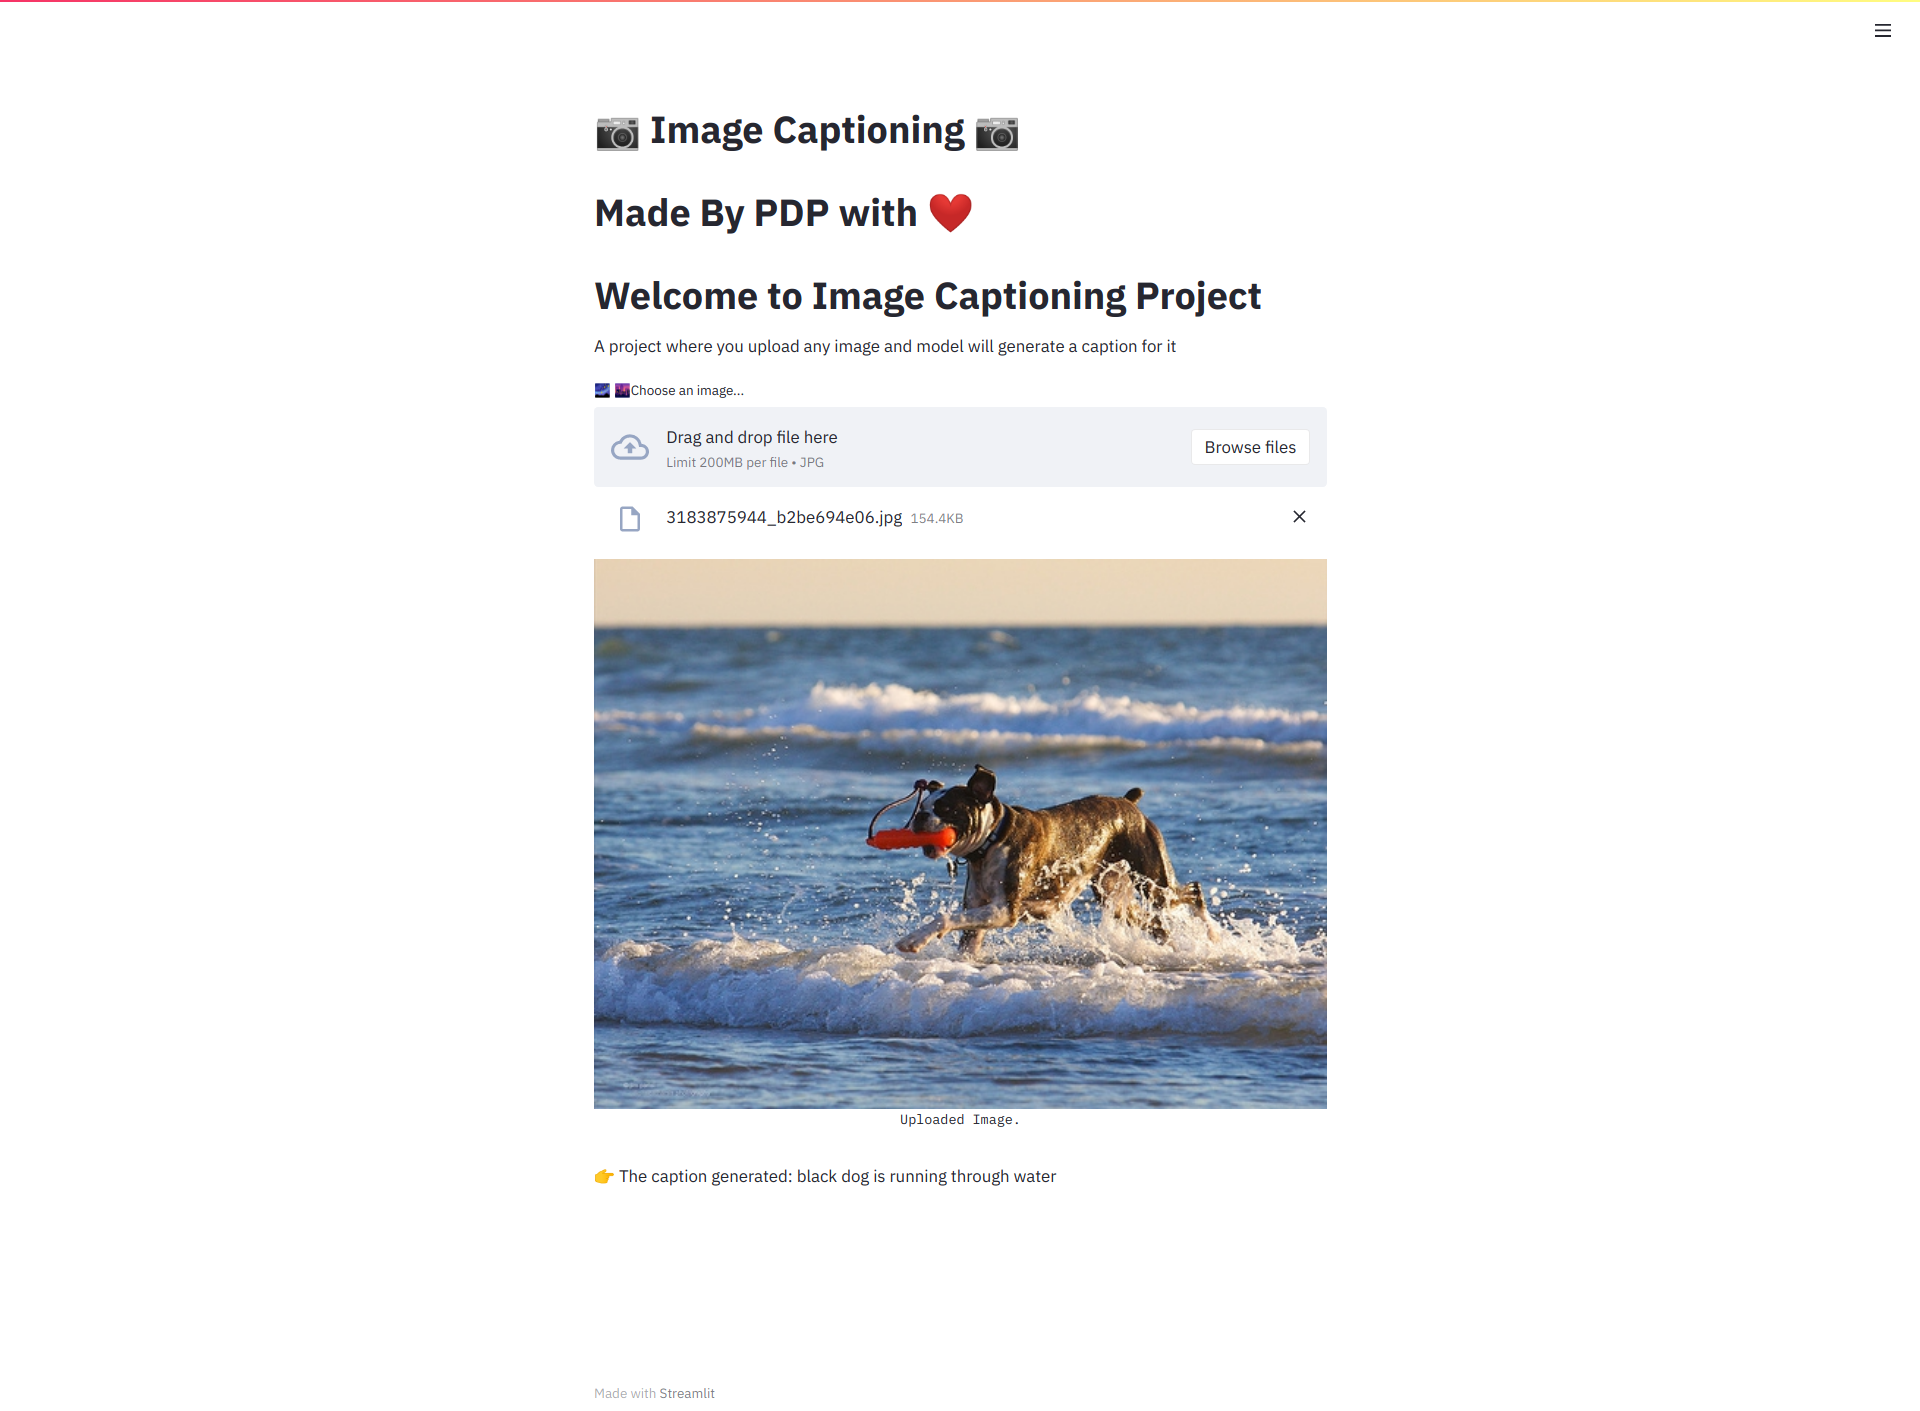 📷 Image Captioning 📷
Made By PDP with ❤️
Welcome to Image Captioning Project
A project where you upload any image and model will generate a caption for it
🌌 🌆Choose an image...
Drag and drop file here
Limit 200MB per file • JPG
Browse files
3183875944_b2be694e06.jpg 154.4KB
Uploaded Image.
👉 The caption generated: black dog is running through water
Made with Streamlit